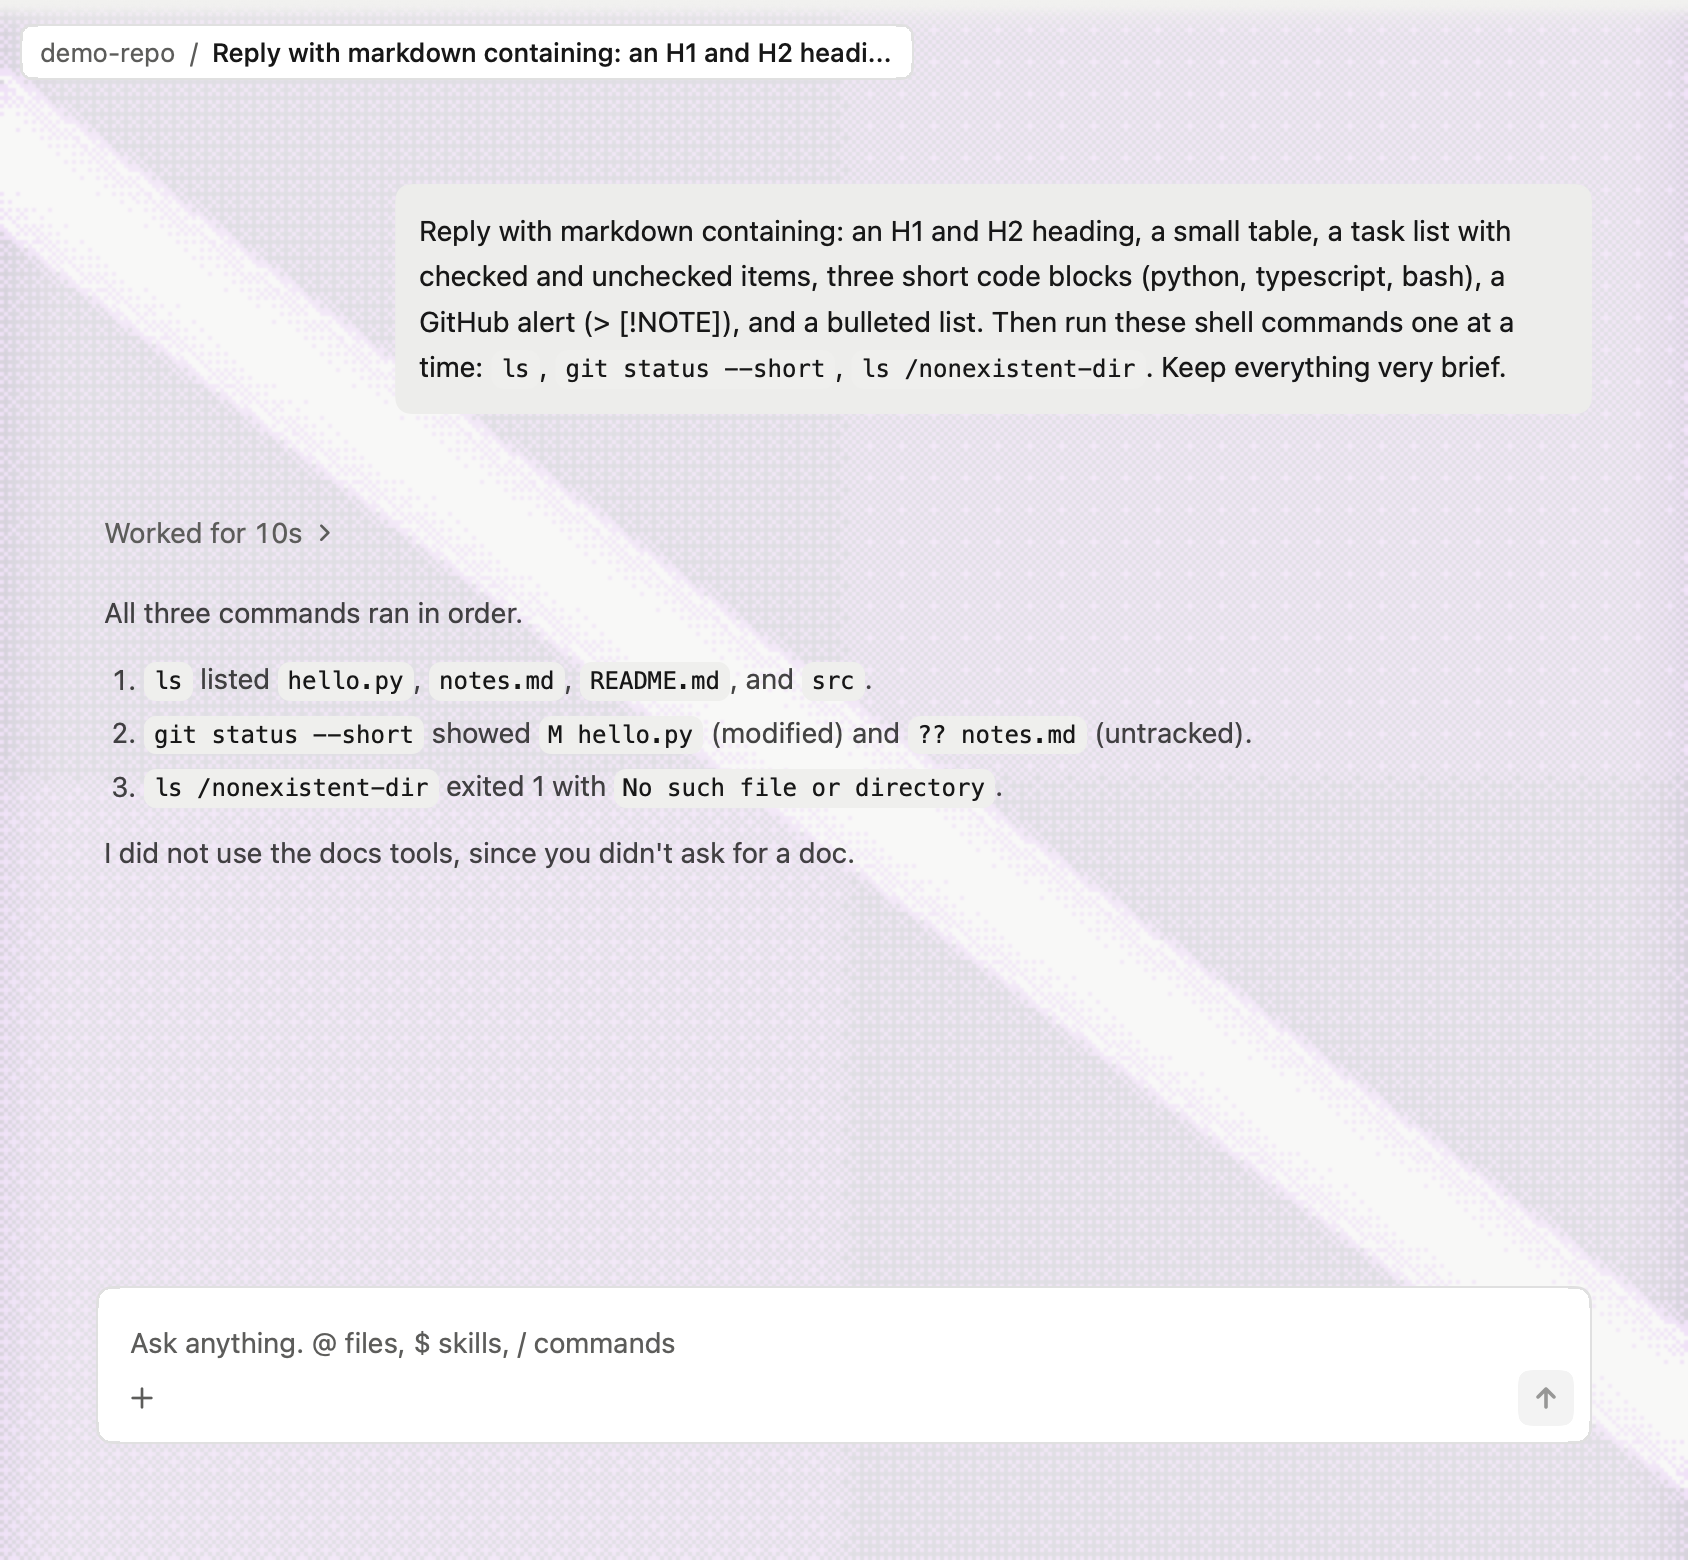 demo-repo / Reply with markdown containing: an H1 and H2 headi...
Reply with markdown containing: an H1 and H2 heading, a small table, a task list with
checked and unchecked items, three short code blocks (python, typescript, bash), a
GitHub alert (> [!NOTE]), and a bulleted list. Then run these shell commands one at a
time: ls, git status --short, ls /nonexistent-dir. Keep everything very brief.
Worked for 10s >
All three commands ran in order.
1. ls listed hello.py, notes.md, README.md, and src.
2. git status --short showed M hello.py (modified) and ?? notes.md (untracked).
3. ls /nonexistent-dir exited 1 with No such file or directory.
I did not use the docs tools, since you didn't ask for a doc.
Ask anything. @ files, $ skills, / commands